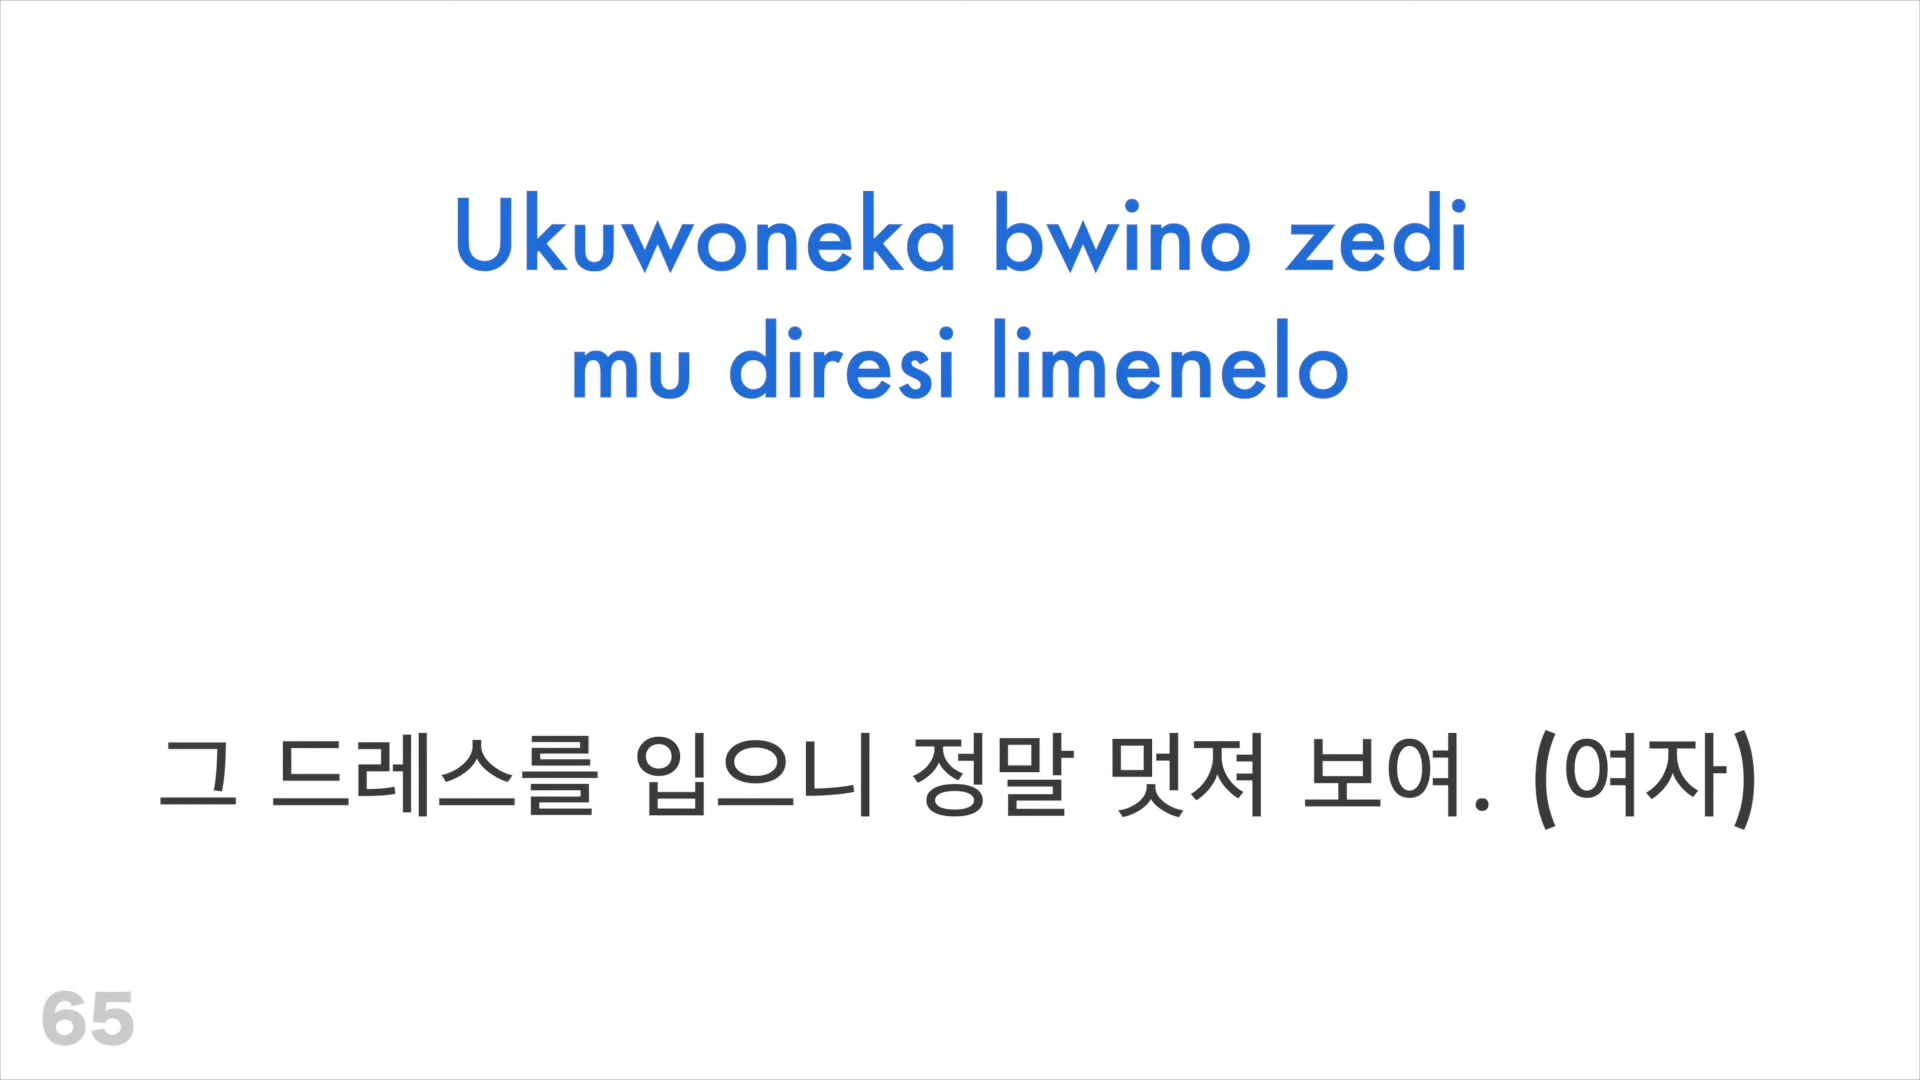 Ukuwoneka bwino zedi
mu diresi limenelo
그 드레스를 입으니 정말 멋져 보여. (여자)
65